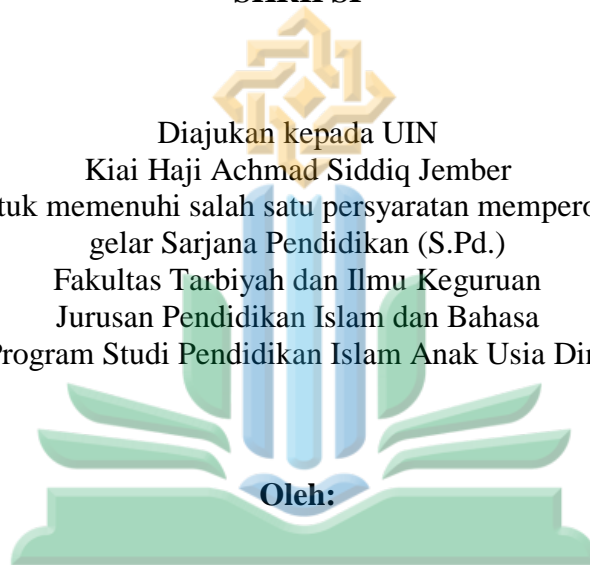 Diajukan kepada UIN
Kiai Haji Achmad Siddiq Jember
tuk memenuhi salah satu persyaratan mempero
gelar Sarjana Pendidikan (S.Pd.)
Fakultas Tarbiyah dan Ilmu Keguruan
Jurusan Pendidikan Islam dan Bahasa
Program Studi Pendidikan Islam Anak Usia Di
Oleh: